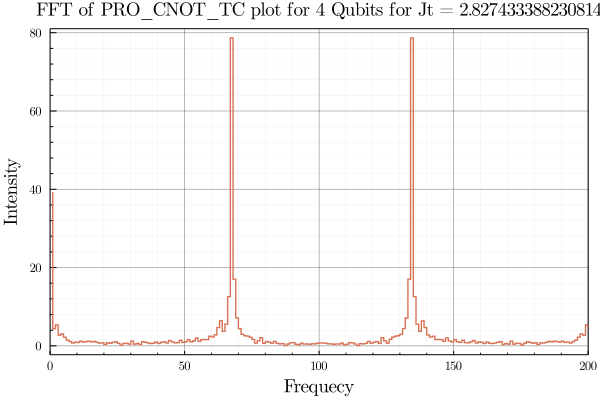 FFT of PRO_CNOT_TC plot for 4 Qubits for Jt = 2.827433388230814
80
60
40
20
0
Intensity
0 50 100 150 200
Frequecy